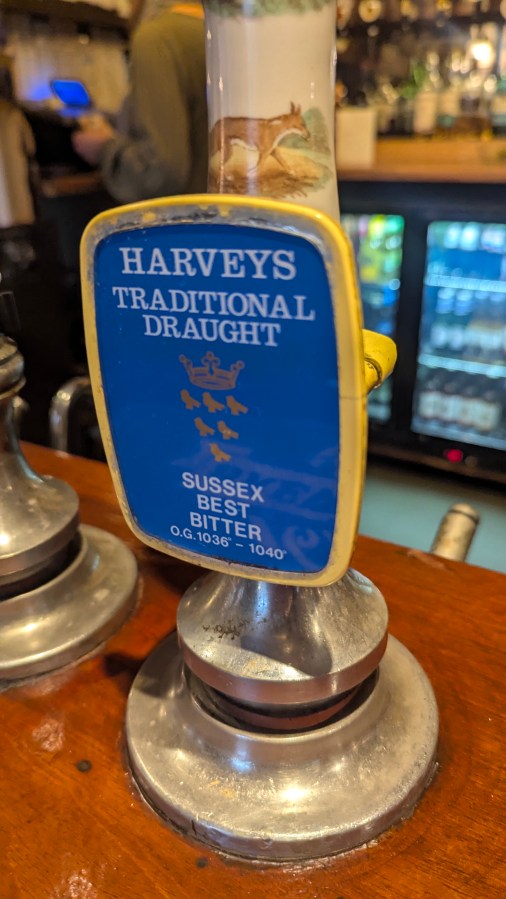 HARVEYS
TRADITIONAL
DRAUGHT
SUSSEX
BEST
BITTER
O.G.1036° - 1040°